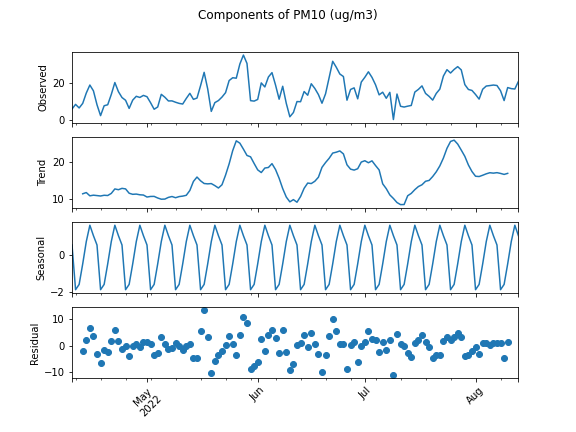 Components of PM10 (ug/m3)
Observed
20
0
Trend
20
10
Seasonal
0
−2
Residual
10
0
−10
May
2022
Jun
Jul
Aug